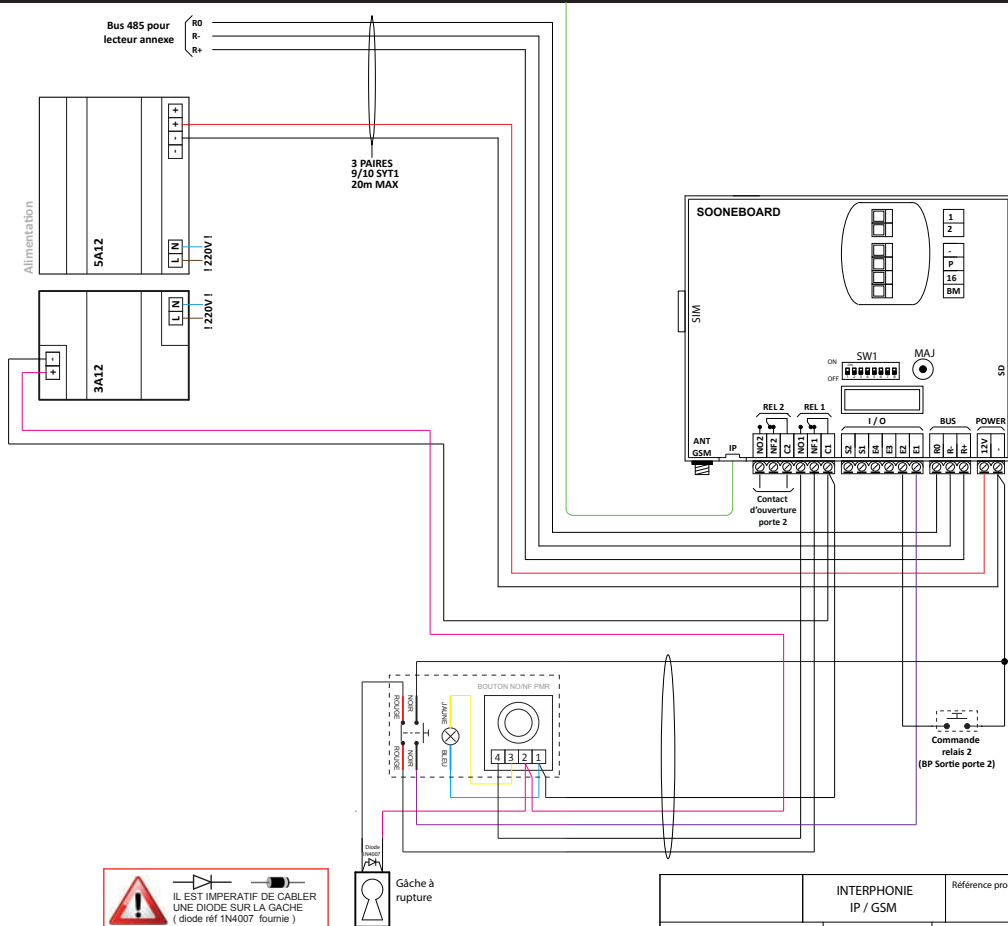 Bus 485 pour
lecteur annexe
R0
R-
R+
+
+
-
-
3 PAIRES
9/10 SYT1
20m MAX
Alimentation
5A12
N
L
! 220V !
3A12
N
L
! 220V !
-
+
SOONEBOARD
1
2
-
P
16
BM
SIM
SD
ON
OFF
SW1
MAJ
REL 2
REL 1
I / O
BUS
POWER
ANT
GSM
IP
NO2
NF2
C2
NO1
NF1
C1
S2
S1
E4
E3
E2
E1
R0
R-
R+
12V
-
Contact
d'ouverture
porte 2
BOUTON NO/NF PMR
ROUGE
NOIR
JAUNE
ROUGE
NOIR
BLEU
4 3 2 1
Commande
relais 2
(BP Sortie porte 2)
Diode
1N4007
Gâche à
rupture
IL EST IMPERATIF DE CABLER
UNE DIODE SUR LA GACHE
( diode réf 1N4007 fournie )
INTERPHONIE
IP / GSM
Référence pro